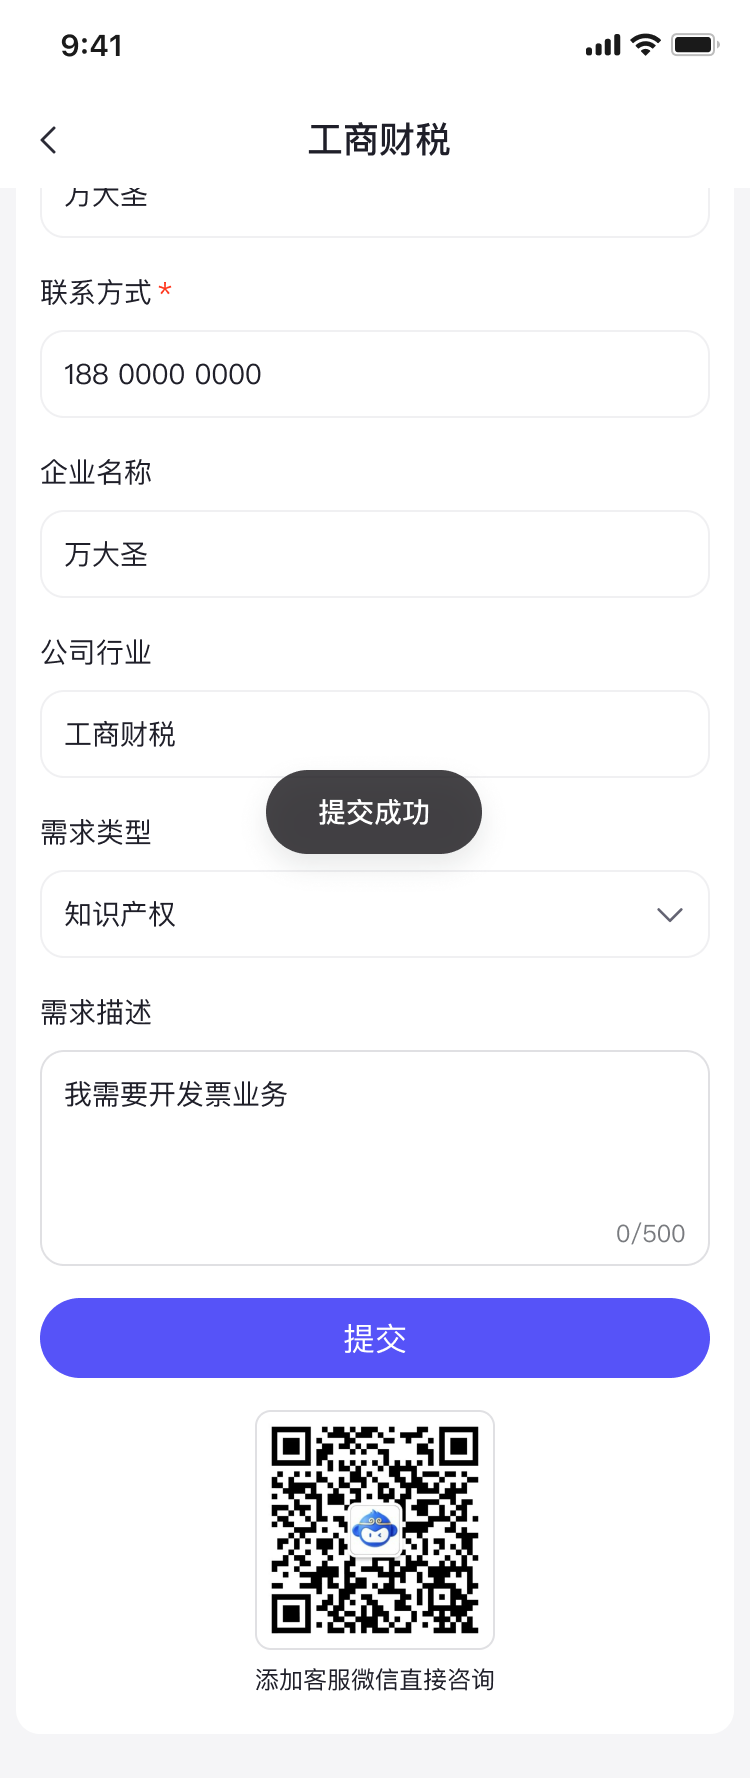 9:41
工商财税
万大圣
联系方式 *
188 0000 0000
企业名称
万大圣
公司行业
工商财税
提交成功
需求类型
知识产权
需求描述
我需要开发票业务
0/500
提交
添加客服微信直接咨询